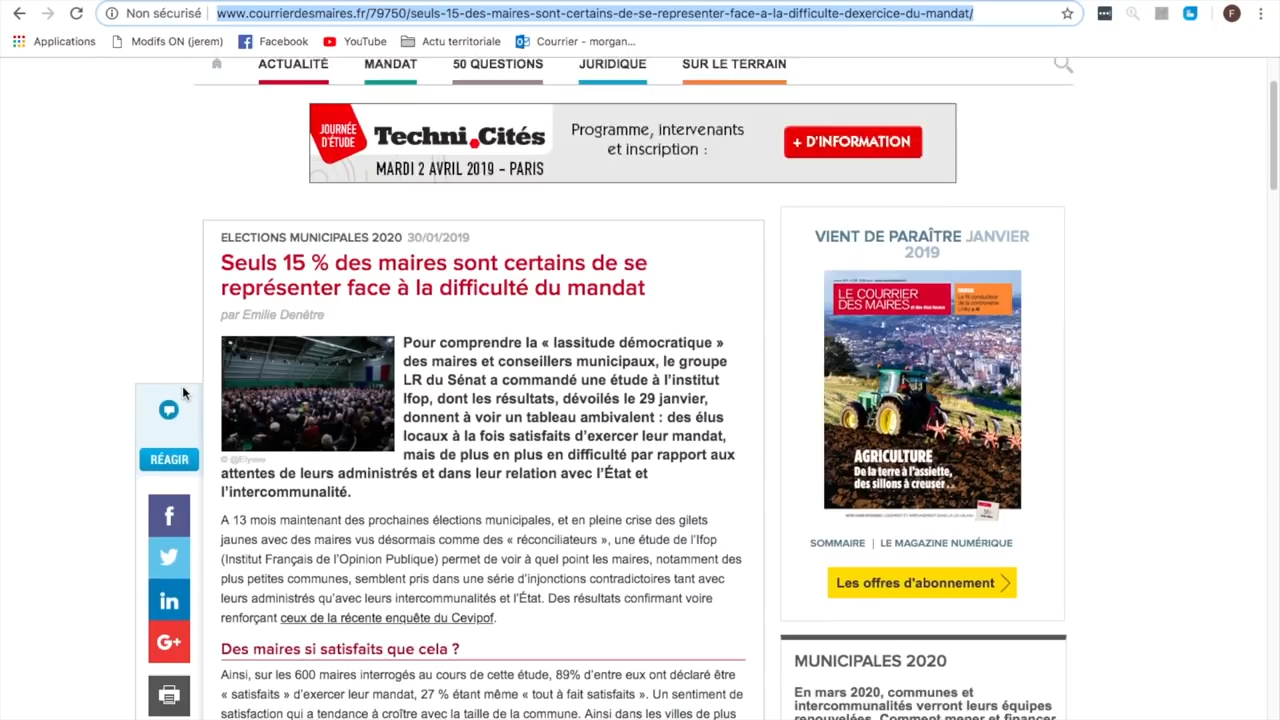 Non sécurisé
www.courrierdesmaires.fr/79750/seuls-15-des-maires-sont-certains-de-se-representer-face-a-la-difficulte-dexercice-du-mandat/
F
Applications
Modifs ON (jerem)
Facebook
YouTube
Actu territoriale
Courrier - morgan...
ACTUALITÉ
MANDAT
50 QUESTIONS
JURIDIQUE
SUR LE TERRAIN
JOURNÉE
D'ÉTUDE
Techni.Cités
MARDI 2 AVRIL 2019 - PARIS
Programme, intervenants
et inscription :
+ D'INFORMATION
ELECTIONS MUNICIPALES 2020 30/01/2019
Seuls 15 % des maires sont certains de se
représenter face à la difficulté du mandat
par Emilie Denètre
Pour comprendre la « lassitude démocratique »
des maires et conseillers municipaux, le groupe
LR du Sénat a commandé une étude à l'institut
Ifop, dont les résultats, dévoilés le 29 janvier,
donnent à voir un tableau ambivalent : des élus
locaux à la fois satisfaits d'exercer leur mandat,
mais de plus en plus en difficulté par rapport aux
© @Elysee
attentes de leurs administrés et dans leur relation avec l'État et
l'intercommunalité.
A 13 mois maintenant des prochaines élections municipales, et en pleine crise des gilets
jaunes avec des maires vus désormais comme des « réconciliateurs », une étude de l'Ifop
(Institut Français de l'Opinion Publique) permet de voir à quel point les maires, notamment des
plus petites communes, semblent pris dans une série d'injonctions contradictoires tant avec
leurs administrés qu'avec leurs intercommunalités et l'État. Des résultats confirmant voire
renforçant ceux de la récente enquête du Cevipof.
Des maires si satisfaits que cela ?
Ainsi, sur les 600 maires interrogés au cours de cette étude, 89% d'entre eux ont déclaré être
« satisfaits » d'exercer leur mandat, 27 % étant même « tout à fait satisfaits ». Un sentiment de
satisfaction qui a tendance à croître avec la taille de la commune. Ainsi dans les villes de plus
RÉAGIR
f
in
G+
VIENT DE PARAÎTRE JANVIER
2019
LE COURRIER
DES MAIRES
AGRICULTURE
De la terre à l'assiette,
des sillons à creuser...
SOMMAIRE | LE MAGAZINE NUMÉRIQUE
Les offres d'abonnement
MUNICIPALES 2020
En mars 2020, communes et
intercommunalités verront leurs équipes
renouvelées. Comment mener et financer